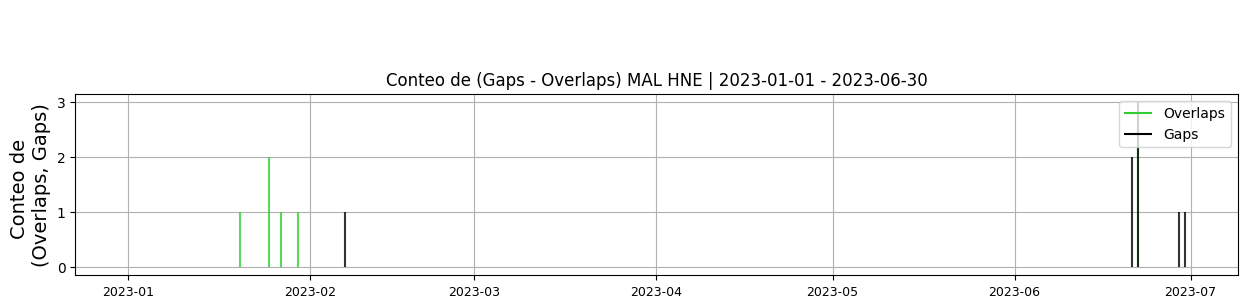 Conteo de (Gaps - Overlaps) MAL HNE | 2023-01-01 - 2023-06-30
Conteo de
(Overlaps, Gaps)
3
2
1
0
Overlaps
Gaps
2023-01 2023-02 2023-03 2023-04 2023-05 2023-06 2023-07